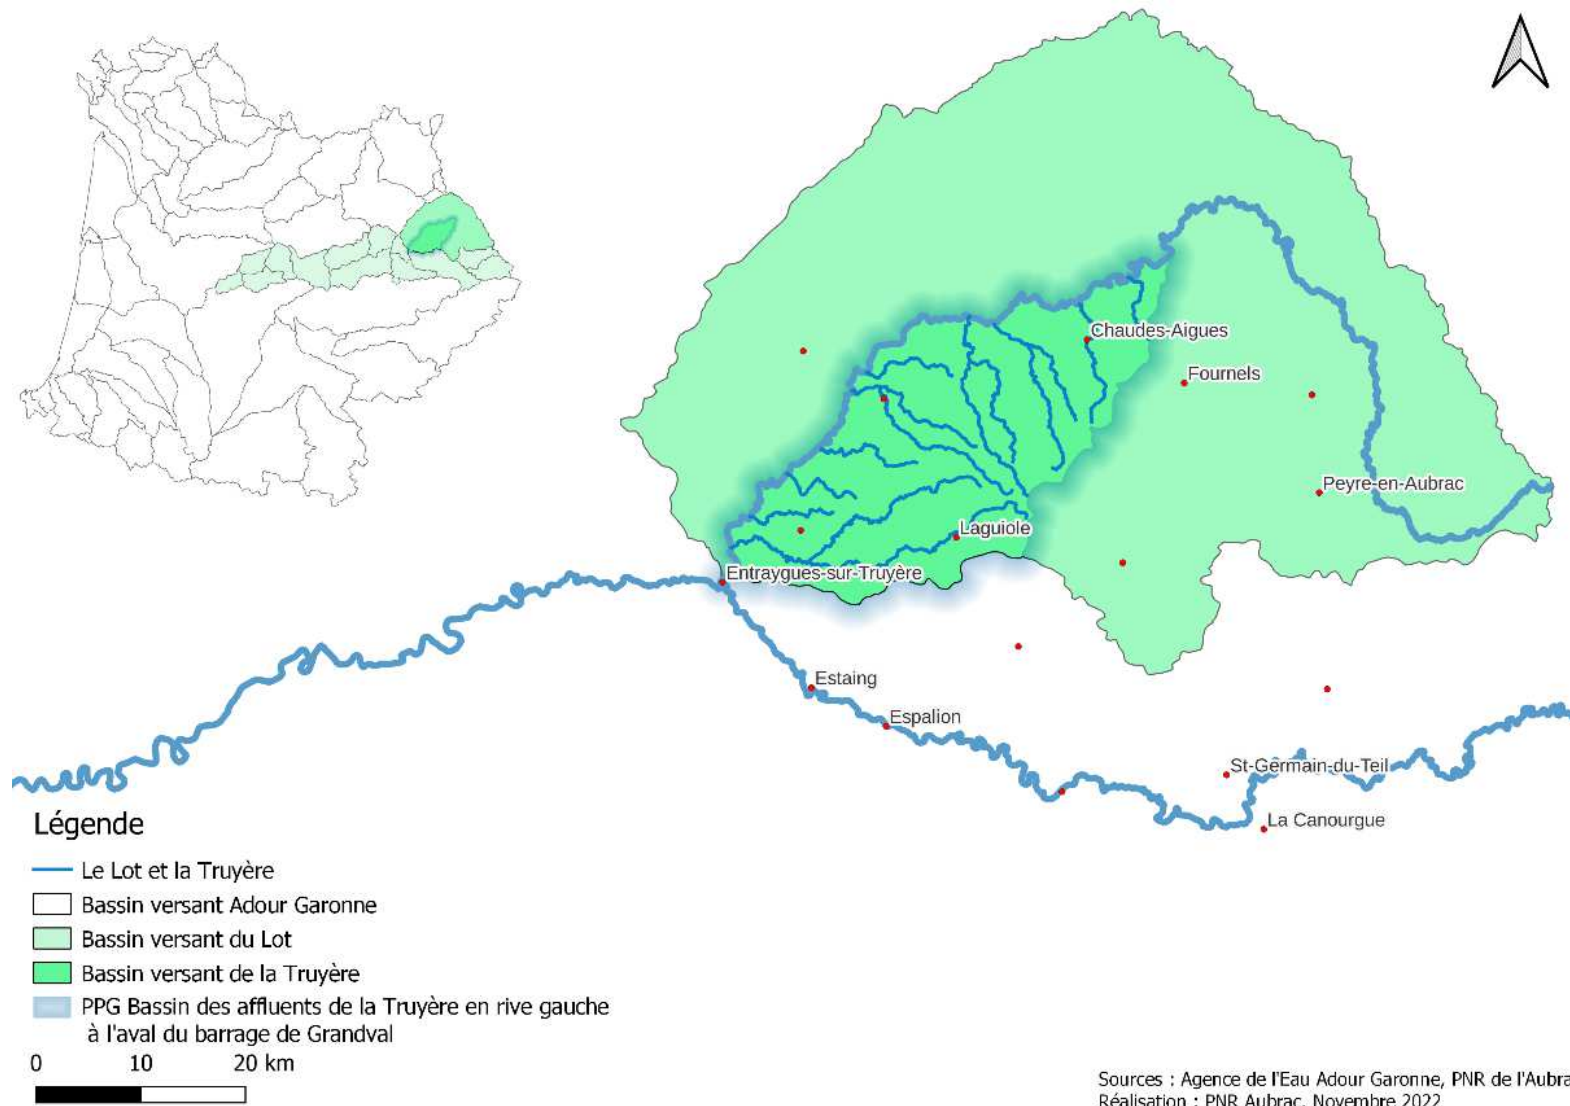 Chaudes-Aigues
Fournels
Peyre-en-Aubrac
Laguiole
Entraygues-sur-Truyère
Estaing
Espalion
St-Germain-du-Teil
La Canourgue
Légende
Le Lot et la Truyère
Bassin versant Adour Garonne
Bassin versant du Lot
Bassin versant de la Truyère
PPG Bassin des affluents de la Truyère en rive gauche
à l'aval du barrage de Grandval
0 10 20 km
Sources : Agence de l'Eau Adour Garonne, PNR de l'Aubra
Réalisation : PNR Aubrac, Novembre 2022